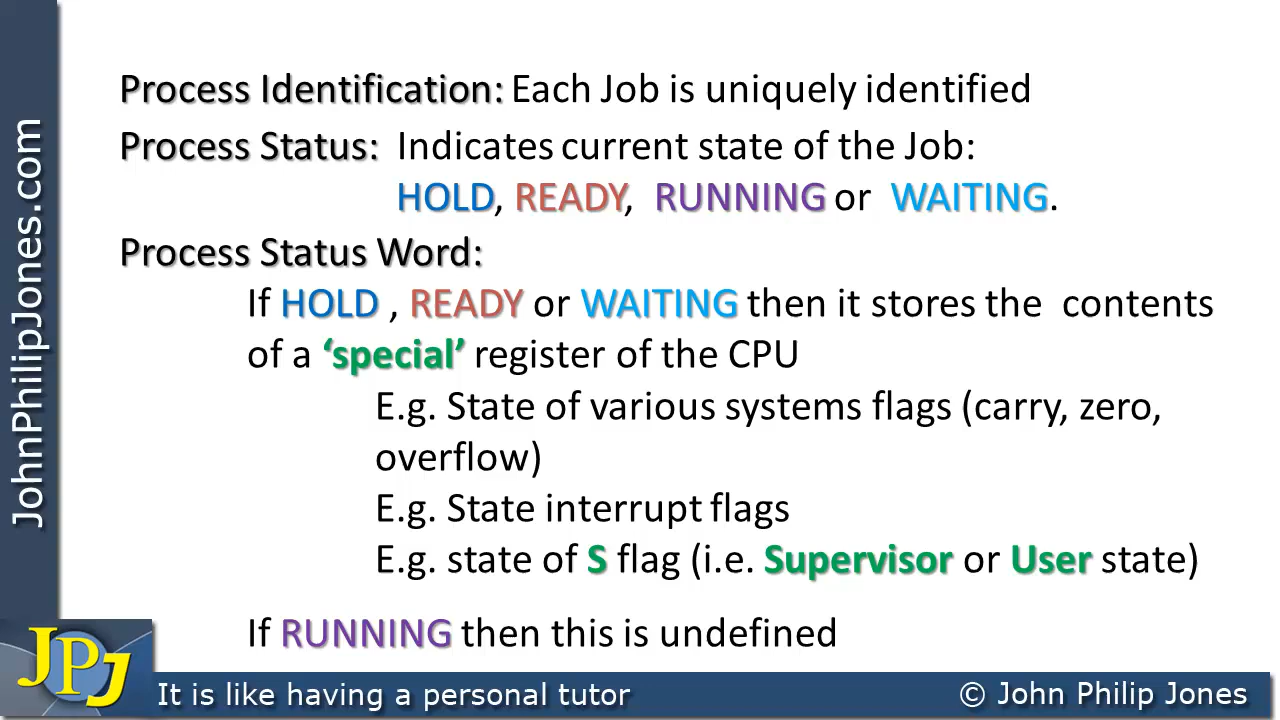 Process Identification: Each Job is uniquely identified
Process Status: Indicates current state of the Job:
HOLD, READY, RUNNING or WAITING.
Process Status Word:
If HOLD , READY or WAITING then it stores the contents
of a ‘special’ register of the CPU
E.g. State of various systems flags (carry, zero,
overflow)
E.g. State interrupt flags
E.g. state of S flag (i.e. Supervisor or User state)
If RUNNING then this is undefined
JohnPhilipJones.com
JPJ
It is like having a personal tutor
© John Philip Jones